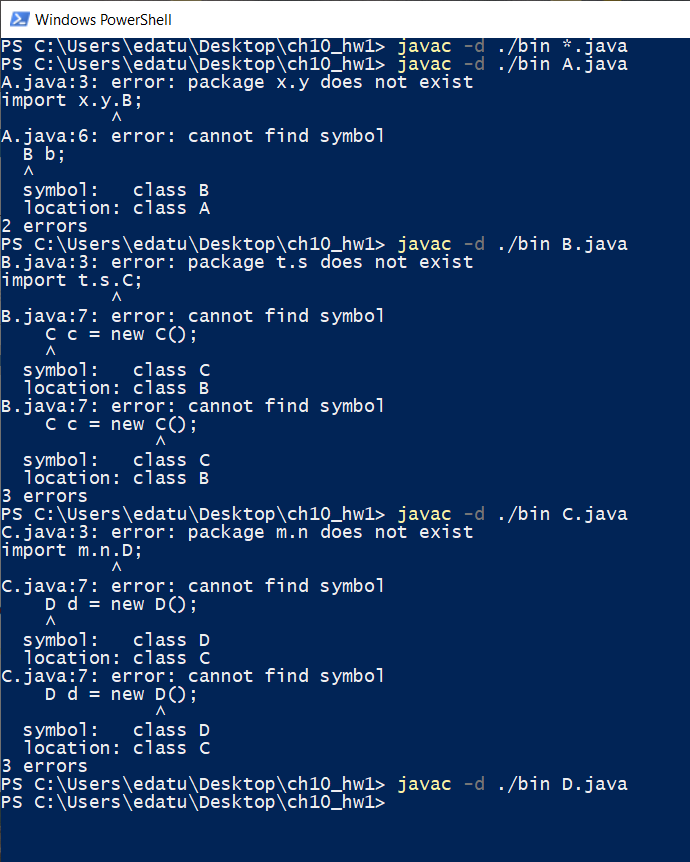 Windows PowerShell
PS C:\Users\edatu\Desktop\ch10_hw1> javac -d ./bin *.java
PS C:\Users\edatu\Desktop\ch10_hw1> javac -d ./bin A.java
A.java:3: error: package x.y does not exist
import x.y.B;
          ^
A.java:6: error: cannot find symbol
  B b;
  ^
  symbol:   class B
  location: class A
2 errors
PS C:\Users\edatu\Desktop\ch10_hw1> javac -d ./bin B.java
B.java:3: error: package t.s does not exist
import t.s.C;
          ^
B.java:7: error: cannot find symbol
    C c = new C();
    ^
  symbol:   class C
  location: class B
B.java:7: error: cannot find symbol
    C c = new C();
              ^
  symbol:   class C
  location: class B
3 errors
PS C:\Users\edatu\Desktop\ch10_hw1> javac -d ./bin C.java
C.java:3: error: package m.n does not exist
import m.n.D;
          ^
C.java:7: error: cannot find symbol
    D d = new D();
    ^
  symbol:   class D
  location: class C
C.java:7: error: cannot find symbol
    D d = new D();
              ^
  symbol:   class D
  location: class C
3 errors
PS C:\Users\edatu\Desktop\ch10_hw1> javac -d ./bin D.java
PS C:\Users\edatu\Desktop\ch10_hw1>